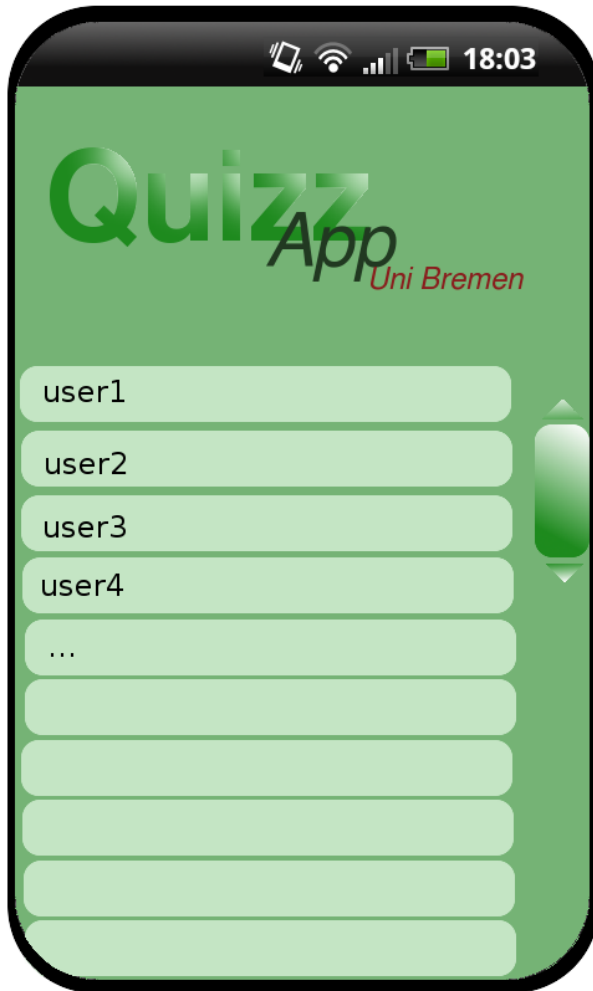 18:03
Quizz
App
Uni Bremen
user1
user2
user3
user4
...